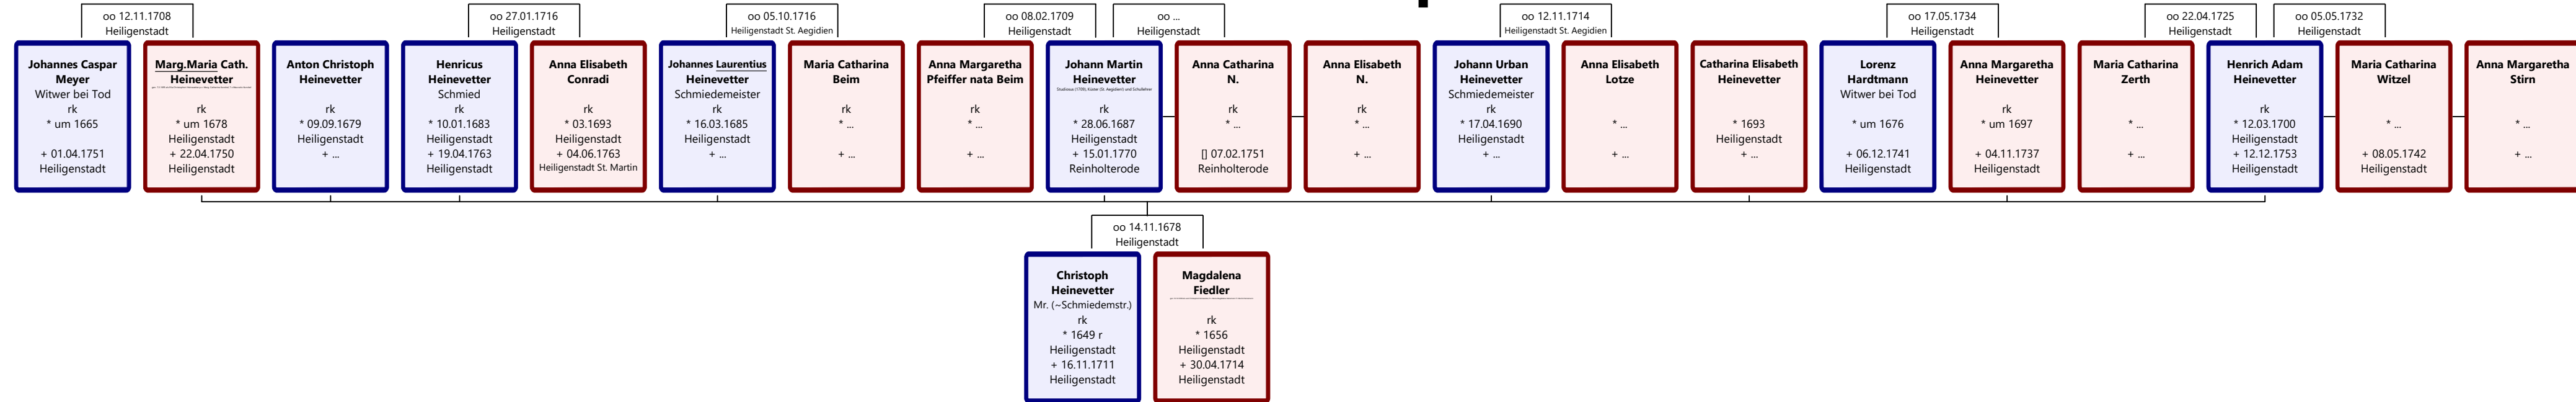 oo 12.11.1708
Heiligenstadt
oo 27.01.1716
Heiligenstadt
oo 05.10.1716
Heiligenstadt St. Aegidien
oo 08.02.1709
Heiligenstadt
oo ...
Heiligenstadt
oo 12.11.1714
Heiligenstadt St. Aegidien
oo 17.05.1734
Heiligenstadt
oo 22.04.1725
Heiligenstadt
oo 05.05.1732
Heiligenstadt
Johannes Caspar
Meyer
Witwer bei Tod
rk
* um 1665
+ 01.04.1751
Heiligenstadt
Marg.Maria Cath.
Heinevetter
rk
* um 1678
Heiligenstadt
+ 22.04.1750
Heiligenstadt
Anton Christoph
Heinevetter
rk
* 09.09.1679
Heiligenstadt
+ ...
Henricus
Heinevetter
Schmied
rk
* 10.01.1683
Heiligenstadt
+ 19.04.1763
Heiligenstadt
Anna Elisabeth
Conradi
rk
* 03.1693
Heiligenstadt
+ 04.06.1763
Heiligenstadt St. Martin
Johannes Laurentius
Heinevetter
Schmiedemeister
rk
* 16.03.1685
Heiligenstadt
+ ...
Maria Catharina
Beim
rk
* ...
+ ...
Anna Margaretha
Pfeiffer nata Beim
rk
* ...
+ ...
Johann Martin
Heinevetter
Studiosus (1709), Küster (St. Aegidien) und Schullehrer
rk
* 28.06.1687
Heiligenstadt
+ 15.01.1770
Reinholterode
Anna Catharina
N.
rk
* ...
[] 07.02.1751
Reinholterode
Anna Elisabeth
N.
rk
* ...
+ ...
Johann Urban
Heinevetter
Schmiedemeister
rk
* 17.04.1690
Heiligenstadt
+ ...
Anna Elisabeth
Lotze
* ...
+ ...
Catharina Elisabeth
Heinevetter
* 1693
Heiligenstadt
+ ...
Lorenz
Hardtmann
Witwer bei Tod
* um 1676
+ 06.12.1741
Heiligenstadt
Anna Margaretha
Heinevetter
rk
* um 1697
+ 04.11.1737
Heiligenstadt
Maria Catharina
Zerth
* ...
+ ...
Henrich Adam
Heinevetter
rk
* 12.03.1700
Heiligenstadt
+ 12.12.1753
Heiligenstadt
Maria Catharina
Witzel
* ...
+ 08.05.1742
Heiligenstadt
Anna Margaretha
Stirn
* ...
+ ...
oo 14.11.1678
Heiligenstadt
Christoph
Heinevetter
Mr. (~Schmiedemstr.)
rk
* 1649 r
Heiligenstadt
+ 16.11.1711
Heiligenstadt
Magdalena
Fiedler
rk
* 1656
Heiligenstadt
+ 30.04.1714
Heiligenstadt